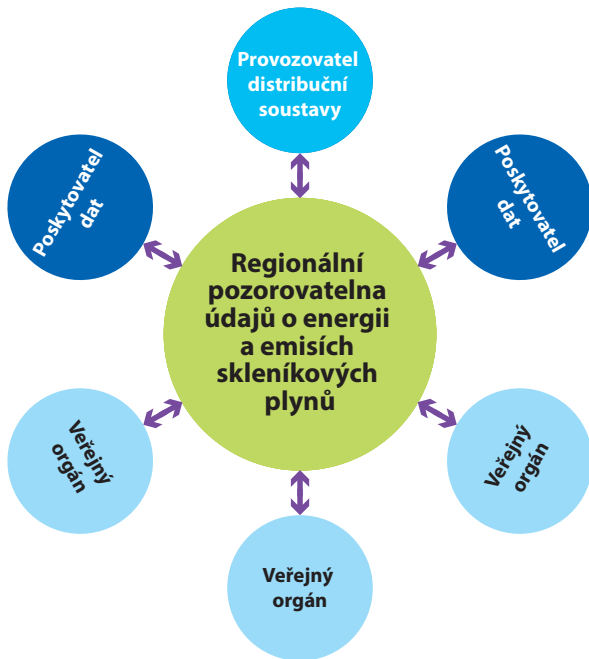 Provozovatel
distribuční
soustavy
Poskytovatel
dat
Poskytovatel
dat
Regionální
pozorovatelna
údajů o energii
a emisích
skleníkových
plynů
Veřejný
orgán
Veřejný
orgán
Veřejný
orgán